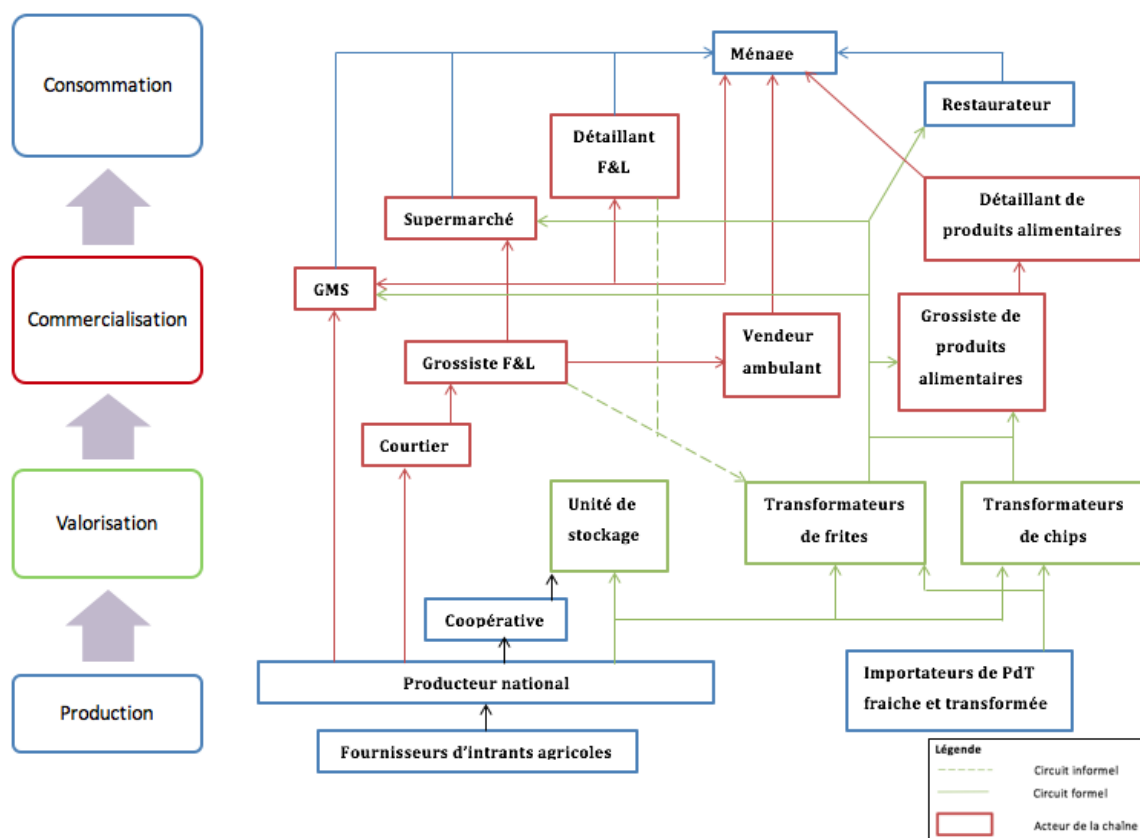 Consommation
Commercialisation
Valorisation
Production
Ménage
Restaurateur
Détaillant
F&L
Détaillant de
produits alimentaires
Supermarché
GMS
Grossiste de
produits
alimentaires
Vendeur
ambulant
Grossiste F&L
Courtier
Unité de
stockage
Transformateurs
de frites
Transformateurs
de chips
Coopérative
Producteur national
Importateurs de PdT
fraiche et transformée
Fournisseurs d'intrants agricoles
Légende
Circuit informel
Circuit formel
Acteur de la chaîne